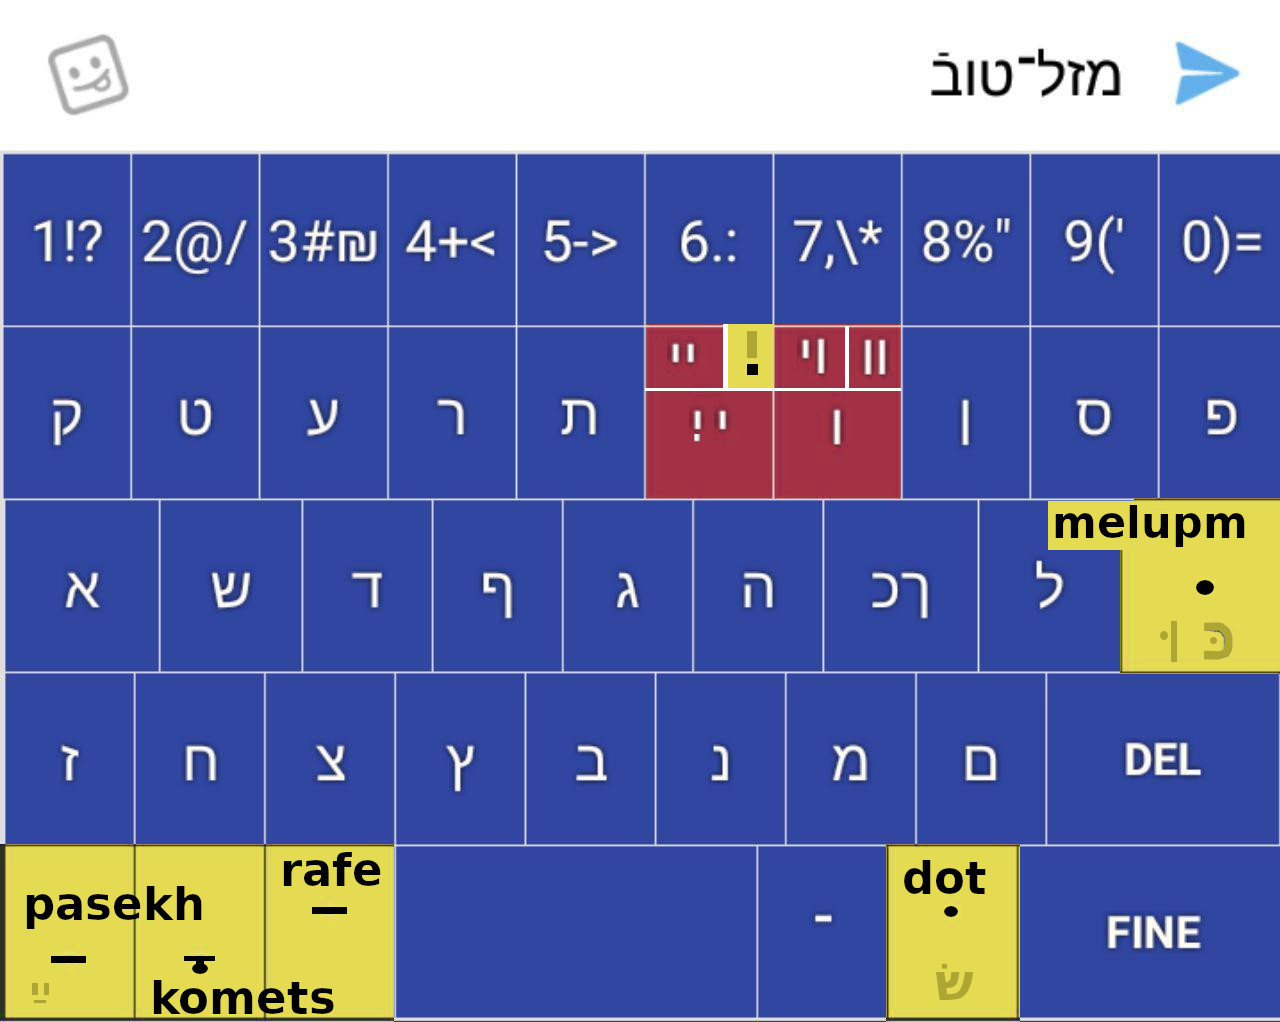 מזל־טובֿ
1!? 2@/ 3#₪ 4+< 5-> 6.: 7,\* 8%" 9(' 0)=
ײ ִ ױ װ
ק ט ע ר ת יִ י ו ן ס פ
melupm
א ש ד ף ג ה כך ל ּ וּ כּ
ז ח צ ץ ב נ מ ם DEL
pasekh rafe dot
ײַ komets - שׁ FINE